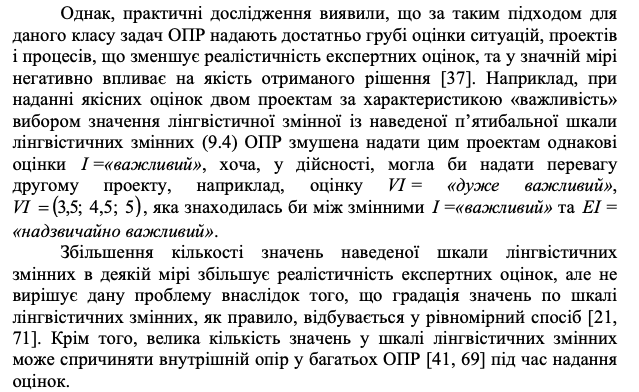 Однак, практичні дослідження виявили, що за таким підходом для
даного класу задач ОПР надають достатньо грубі оцінки ситуацій, проектів
і процесів, що зменшує реалістичність експертних оцінок, та у значній мірі
негативно впливає на якість отриманого рішення [37]. Наприклад, при
наданні якісних оцінок двом проектам за характеристикою «важливість»
вибором значення лінгвістичної змінної із наведеної п’ятибальної шкали
лінгвістичних змінних (9.4) ОПР змушена надати цим проектам однакові
оцінки I =«важливий», хоча, у дійсності, могла би надати перевагу
другому проекту, наприклад, оцінку VI = «дуже важливий»,
VI = (3,5; 4,5; 5), яка знаходилась би між змінними I =«важливий» та EI =
«надзвичайно важливий».
Збільшення кількості значень наведеної шкали лінгвістичних
змінних в деякій мірі збільшує реалістичність експертних оцінок, але не
вирішує дану проблему внаслідок того, що градація значень по шкалі
лінгвістичних змінних, як правило, відбувається у рівномірний спосіб [21,
71]. Крім того, велика кількість значень у шкалі лінгвістичних змінних
може спричиняти внутрішній опір у багатьох ОПР [41, 69] під час надання
оцінок.